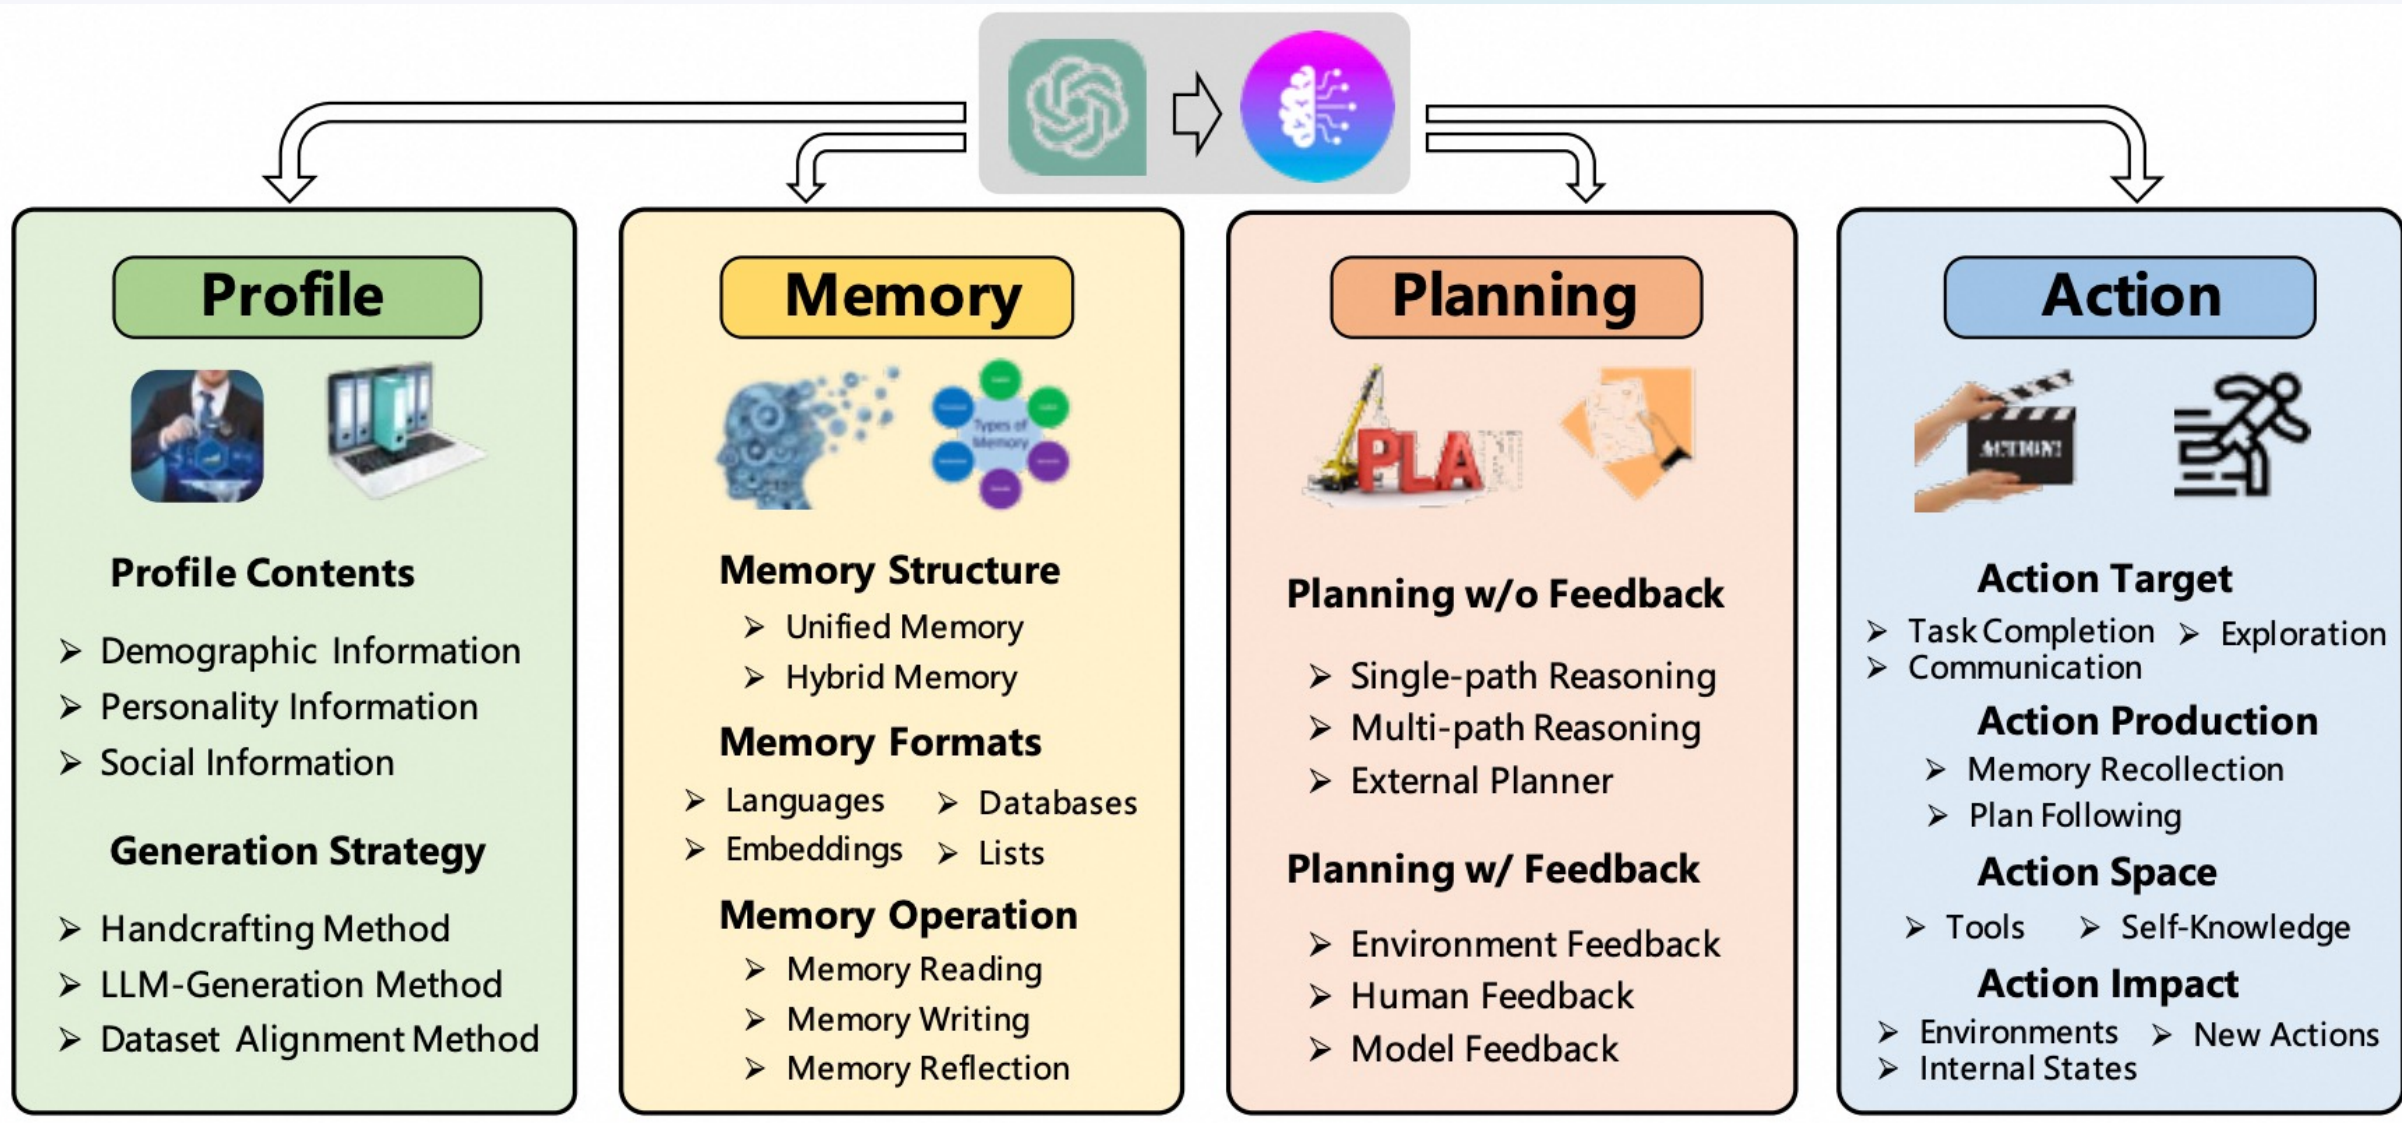 Profile
Profile Contents
➢ Demographic Information
➢ Personality Information
➢ Social Information
Generation Strategy
➢ Handcrafting Method
➢ LLM-Generation Method
➢ Dataset Alignment Method
Memory
Types of
Memory
Memory Structure
➢ Unified Memory
➢ Hybrid Memory
Memory Formats
➢ Languages ➢ Databases
➢ Embeddings ➢ Lists
Memory Operation
➢ Memory Reading
➢ Memory Writing
➢ Memory Reflection
Planning
PLA
Planning w/o Feedback
➢ Single-path Reasoning
➢ Multi-path Reasoning
➢ External Planner
Planning w/ Feedback
➢ Environment Feedback
➢ Human Feedback
➢ Model Feedback
Action
ACTION!
Action Target
➢ Task Completion ➢ Exploration
➢ Communication
Action Production
➢ Memory Recollection
➢ Plan Following
Action Space
➢ Tools ➢ Self-Knowledge
Action Impact
➢ Environments ➢ New Actions
➢ Internal States